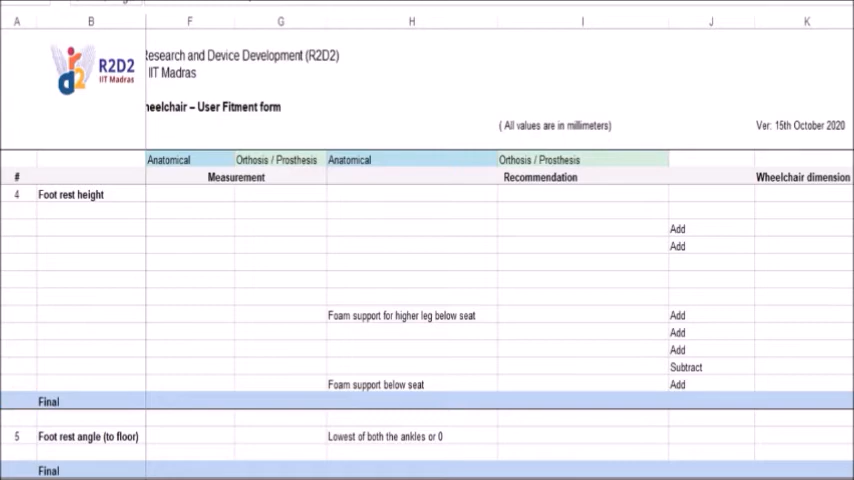 A B F G H I J K
R2D2
IIT Madras
Research and Device Development (R2D2)
IIT Madras
heelchair – User Fitment form
( All values are in millimeters) Ver: 15th October 2020
Anatomical Orthosis / Prosthesis Anatomical Orthosis / Prosthesis
# Measurement Recommendation Wheelchair dimension
4 Foot rest height
Add
Add
Foam support for higher leg below seat Add
Add
Add
Subtract
Foam support below seat Add
Final
5 Foot rest angle (to floor) Lowest of both the ankles or 0
Final